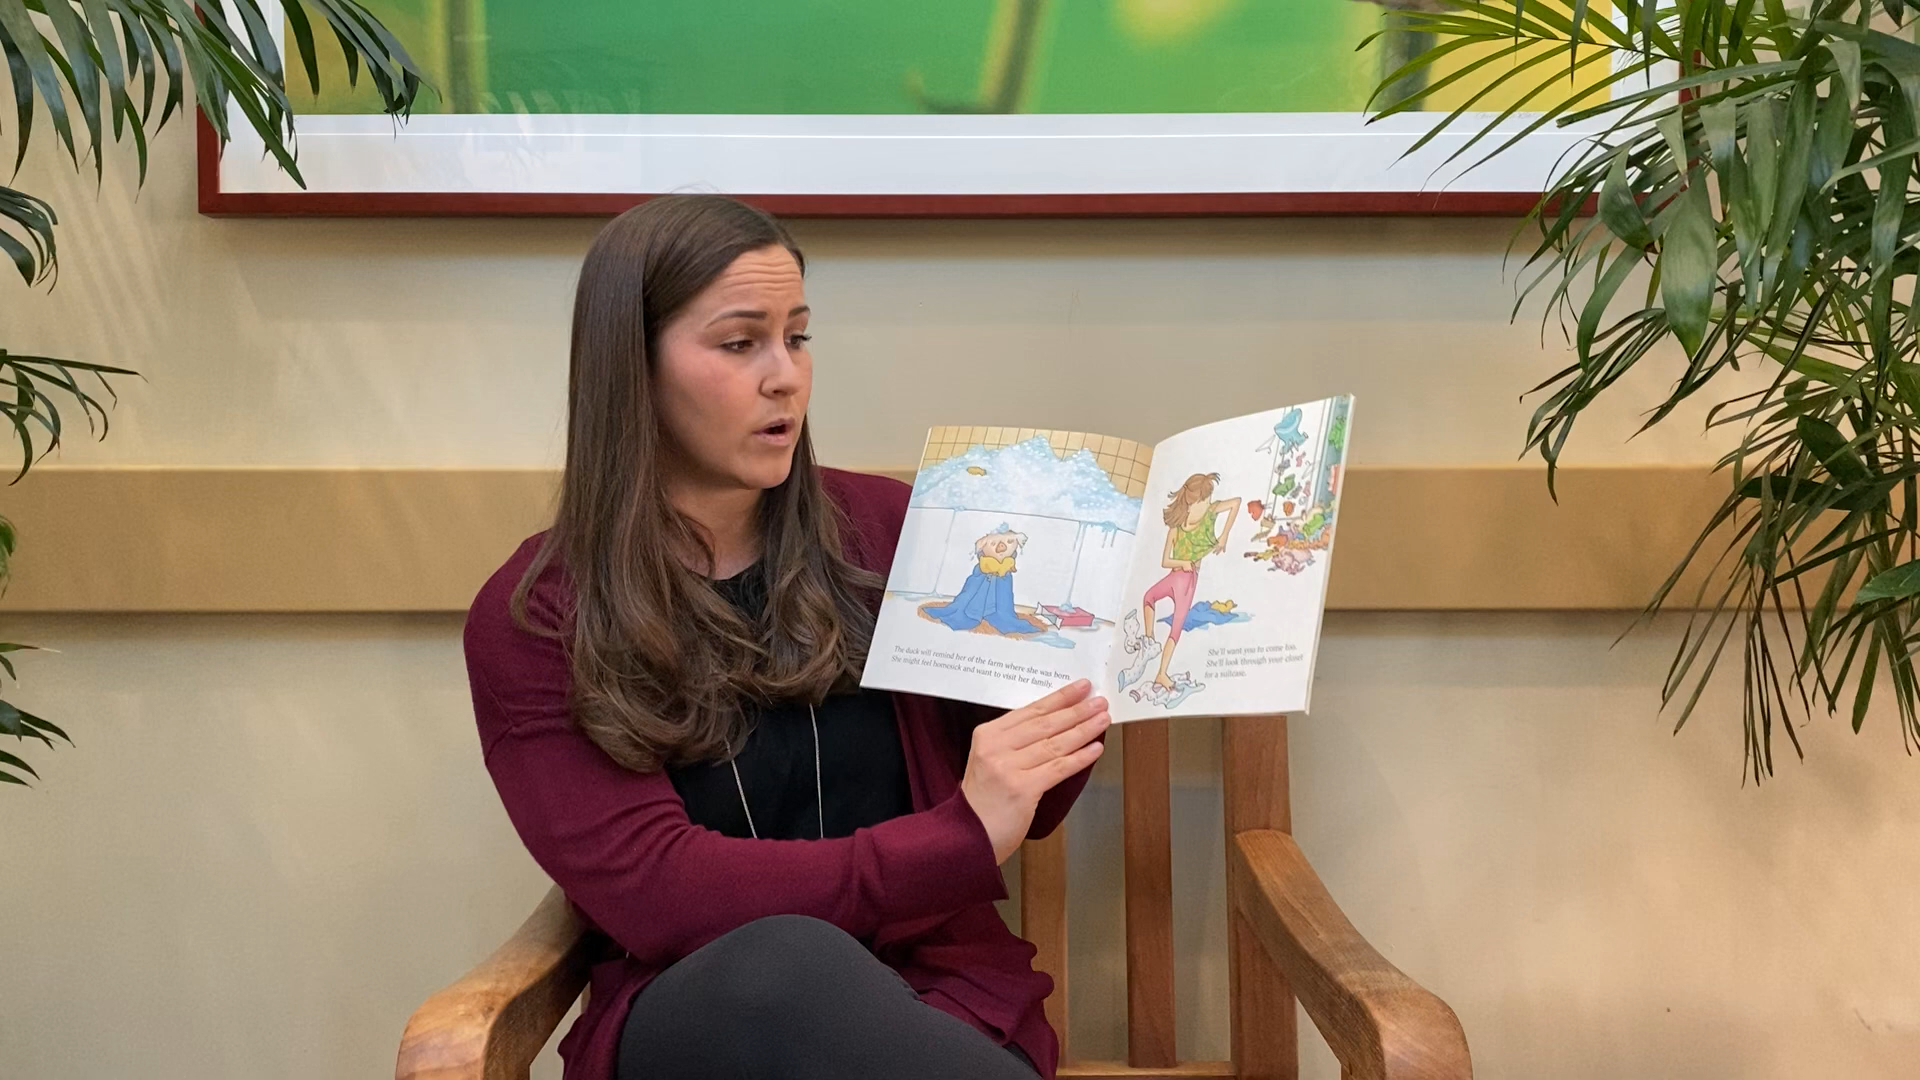 The duck will remind her of the farm where she was born.
She might feel homesick and want to visit her family.
She'll want you to come too.
She'll look through your closet
for a suitcase.